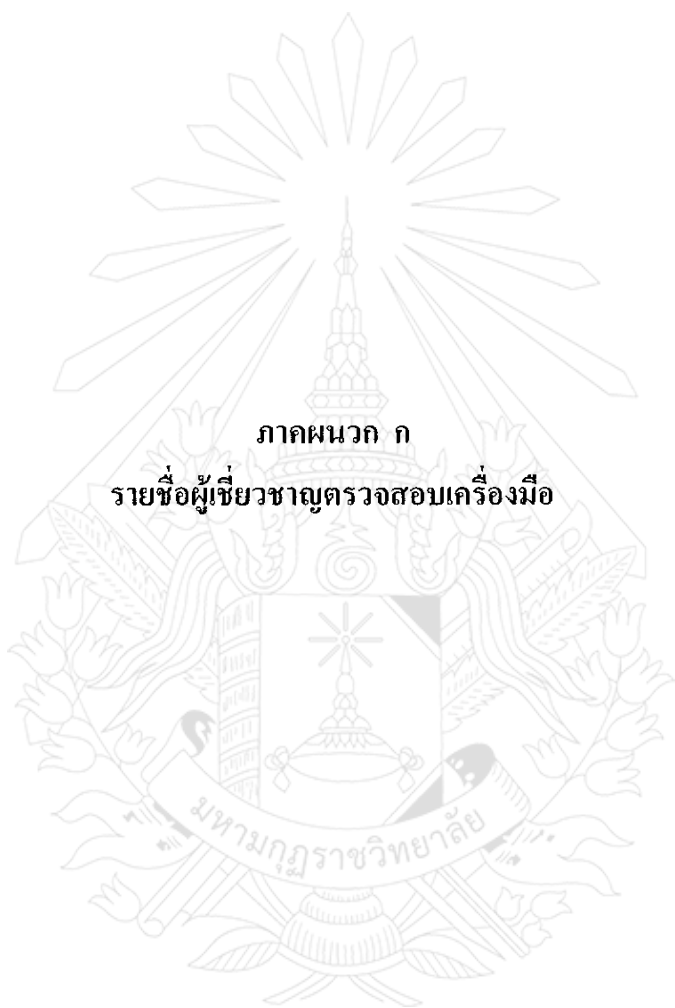 ภาคผนวก ก
รายชื่อผู้เชี่ยวชาญตรวจสอบเครื่องมือ
มหามกุฏราชวิทยาลัย